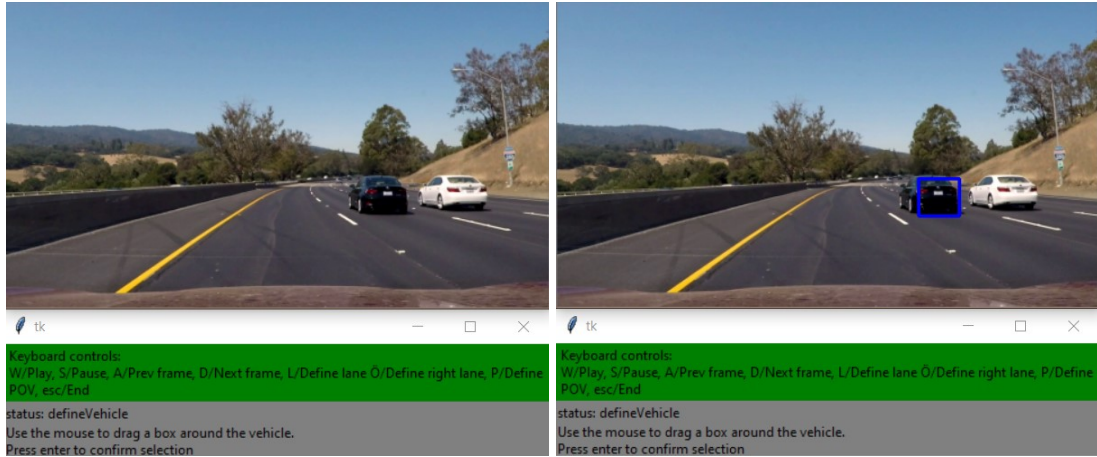 tk
Keyboard controls:
W/Play, S/Pause, A/Prev frame, D/Next frame, L/Define lane Ö/Define right lane, P/Define
POV, esc/End
status: defineVehicle
Use the mouse to drag a box around the vehicle.
Press enter to confirm selection
tk
Keyboard controls:
W/Play, S/Pause, A/Prev frame, D/Next frame, L/Define lane Ö/Define right lane, P/Define
POV, esc/End
status: defineVehicle
Use the mouse to drag a box around the vehicle.
Press enter to confirm selection